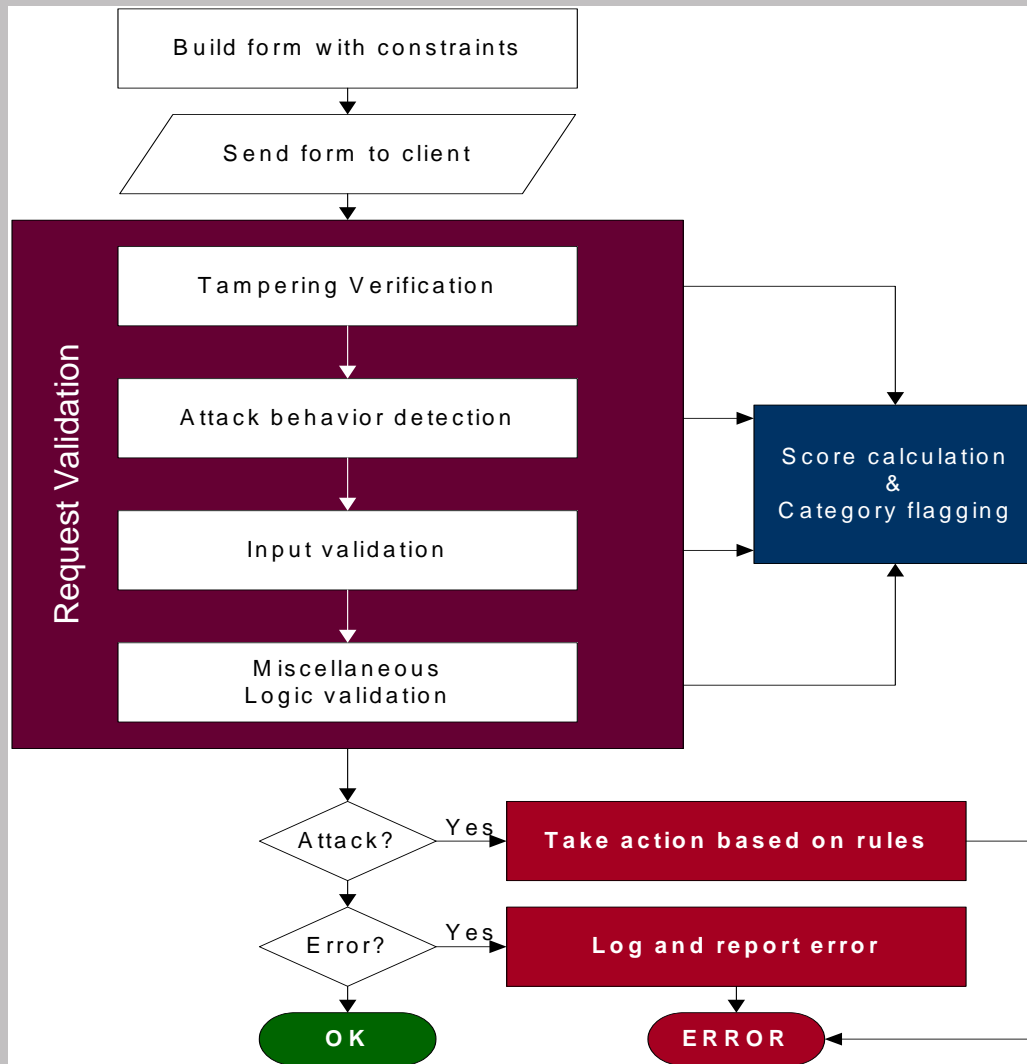 Build form with constraints
Send form to client
Request Validation
Tampering Verification
Attack behavior detection
Input validation
Miscellaneous
Logic validation
Score calculation
&
Category flagging
Attack?
Yes
Take action based on rules
Error?
Yes
Log and report error
OK
ERROR